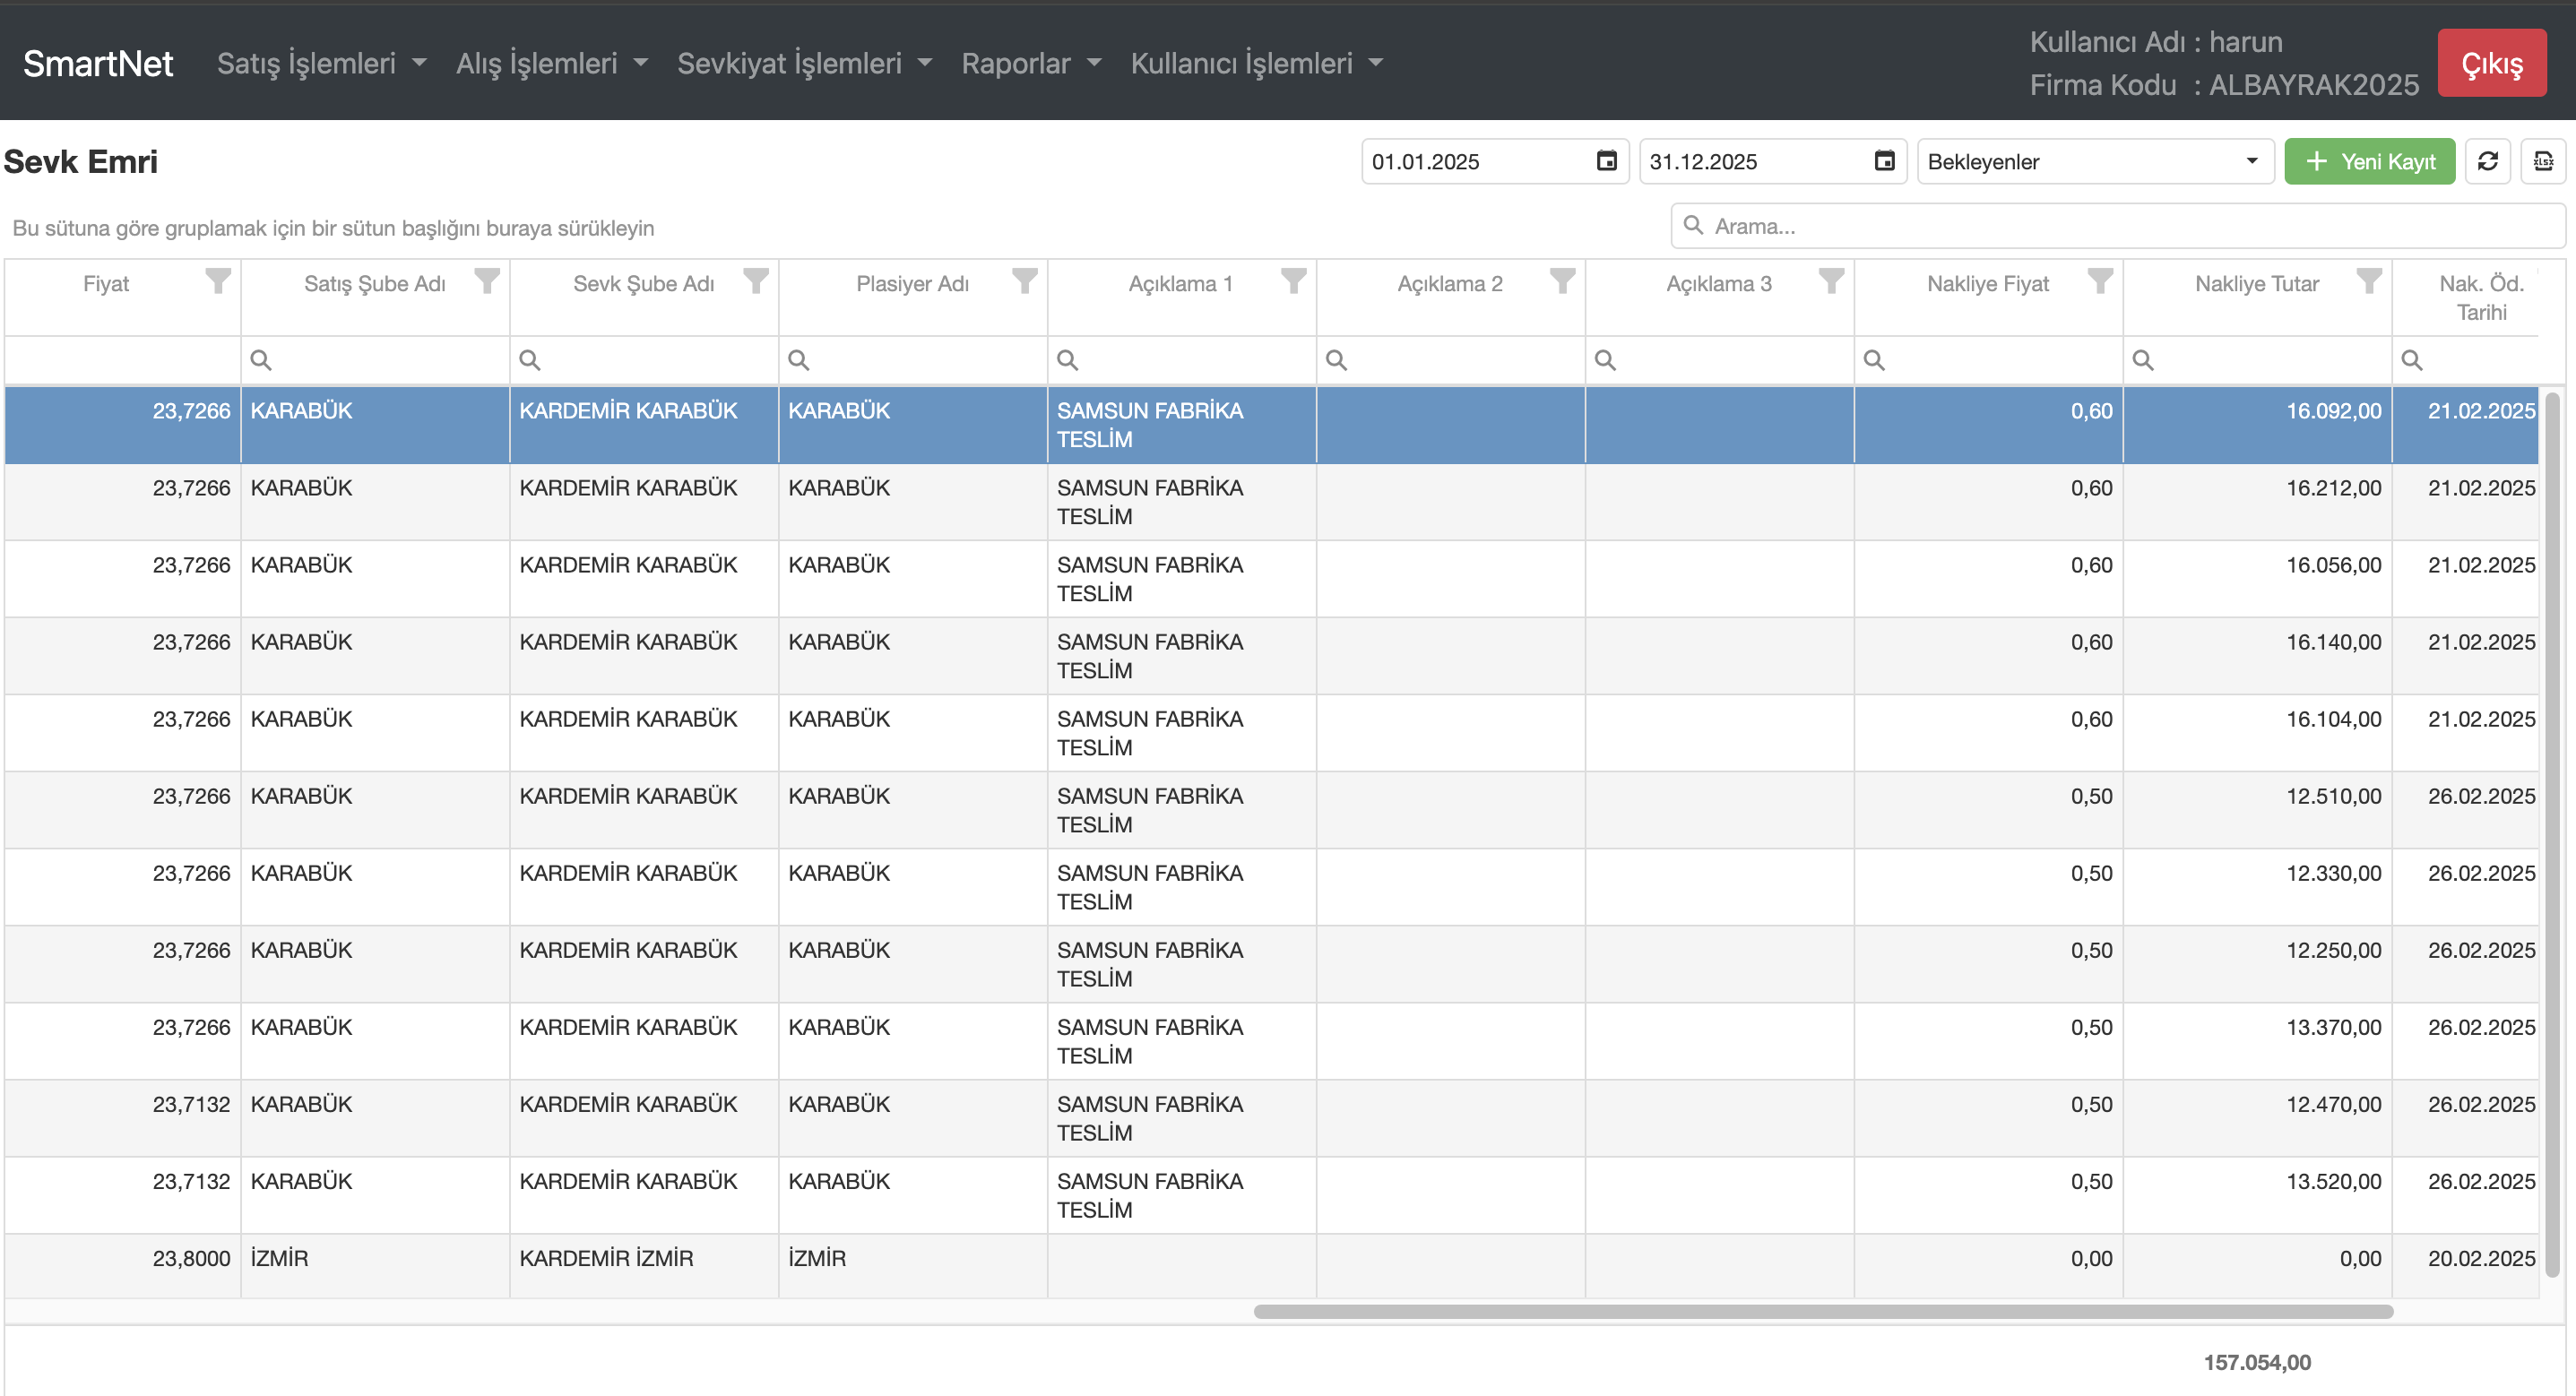 SmartNet Satış İşlemleri Alış İşlemleri Sevkiyat İşlemleri Raporlar Kullanıcı İşlemleri
Kullanıcı Adı : harun
Firma Kodu : ALBAYRAK2025
Çıkış
Sevk Emri
01.01.2025 31.12.2025 Bekleyenler + Yeni Kayıt XLSX
Bu sütuna göre gruplamak için bir sütun başlığını buraya sürükleyin
Arama...
Fiyat Satış Şube Adı Sevk Şube Adı Plasiyer Adı Açıklama 1 Açıklama 2 Açıklama 3 Nakliye Fiyat Nakliye Tutar Nak. Öd.
Tarihi
23,7266 KARABÜK KARDEMİR KARABÜK KARABÜK SAMSUN FABRİKA 0,60 16.092,00 21.02.2025
TESLİM
23,7266 KARABÜK KARDEMİR KARABÜK KARABÜK SAMSUN FABRİKA 0,60 16.212,00 21.02.2025
TESLİM
23,7266 KARABÜK KARDEMİR KARABÜK KARABÜK SAMSUN FABRİKA 0,60 16.056,00 21.02.2025
TESLİM
23,7266 KARABÜK KARDEMİR KARABÜK KARABÜK SAMSUN FABRİKA 0,60 16.140,00 21.02.2025
TESLİM
23,7266 KARABÜK KARDEMİR KARABÜK KARABÜK SAMSUN FABRİKA 0,60 16.104,00 21.02.2025
TESLİM
23,7266 KARABÜK KARDEMİR KARABÜK KARABÜK SAMSUN FABRİKA 0,50 12.510,00 26.02.2025
TESLİM
23,7266 KARABÜK KARDEMİR KARABÜK KARABÜK SAMSUN FABRİKA 0,50 12.330,00 26.02.2025
TESLİM
23,7266 KARABÜK KARDEMİR KARABÜK KARABÜK SAMSUN FABRİKA 0,50 12.250,00 26.02.2025
TESLİM
23,7266 KARABÜK KARDEMİR KARABÜK KARABÜK SAMSUN FABRİKA 0,50 13.370,00 26.02.2025
TESLİM
23,7132 KARABÜK KARDEMİR KARABÜK KARABÜK SAMSUN FABRİKA 0,50 12.470,00 26.02.2025
TESLİM
23,7132 KARABÜK KARDEMİR KARABÜK KARABÜK SAMSUN FABRİKA 0,50 13.520,00 26.02.2025
TESLİM
23,8000 İZMİR KARDEMİR İZMİR İZMİR 0,00 0,00 20.02.2025
157.054,00